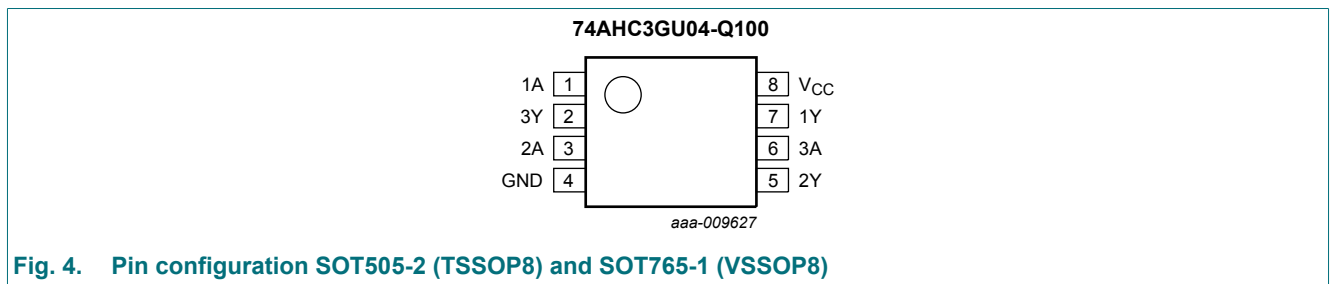 74AHC3GU04-Q100
1A 1 8 VCC
3Y 2 7 1Y
2A 3 6 3A
GND 4 5 2Y
aaa-009627
Fig. 4. Pin configuration SOT505-2 (TSSOP8) and SOT765-1 (VSSOP8)